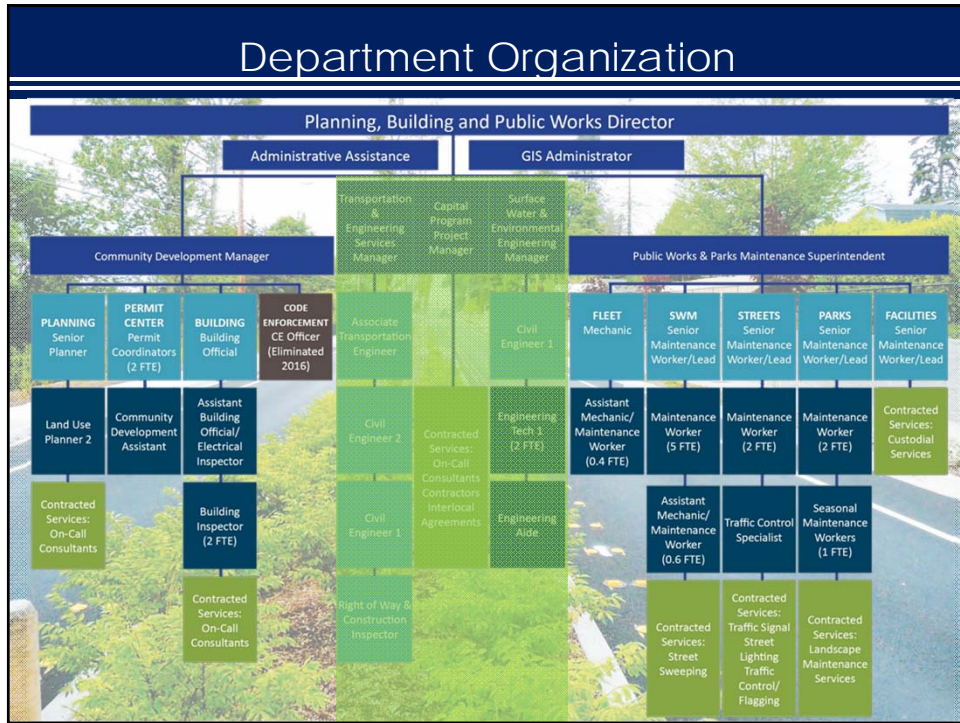 Department Organization
Planning, Building and Public Works Director
Administrative Assistance
GIS Administrator
Community Development Manager
PLANNING
Senior
Planner
Land Use
Planner 2
Contracted
Services:
On-Call
Consultants
PERMIT
CENTER
Permit
Coordinators
(2 FTE)
Community
Development
Assistant
BUILDING
Building
Official
Assistant
Building
Official/
Electrical
Inspector
Building
Inspector
(2 FTE)
Contracted
Services:
On-Call
Consultants
CODE
ENFORCEMENT
CE Officer
(Eliminated
2016)
Transportation
&
Engineering
Services
Manager
Associate
Transportation
Engineer
Civil
Engineer 2
Civil
Engineer 1
Right of Way &
Construction
Inspector
Capital
Program
Project
Manager
Contracted
Services:
On-Call
Consultants
Contractors
Interlocal
Agreements
Surface
Water &
Environmental
Engineering
Manager
Civil
Engineer 1
Engineering
Tech 1
(2 FTE)
Engineering
Aide
Public Works & Parks Maintenance Superintendent
FLEET
Mechanic
Assistant
Mechanic/
Maintenance
Worker
(0.4 FTE)
SWM
Senior
Maintenance
Worker/Lead
Maintenance
Worker
(5 FTE)
Assistant
Mechanic/
Maintenance
Worker
(0.6 FTE)
Contracted
Services:
Street
Sweeping
STREETS
Senior
Maintenance
Worker/Lead
Maintenance
Worker
(2 FTE)
Traffic Control
Specialist
Contracted
Services:
Traffic Signal
Street
Lighting
Traffic
Control/
Flagging
PARKS
Senior
Maintenance
Worker/Lead
Maintenance
Worker
(2 FTE)
Seasonal
Maintenance
Workers
(1 FTE)
Contracted
Services:
Landscape
Maintenance
Services
FACILITIES
Senior
Maintenance
Worker/Lead
Contracted
Services:
Custodial
Services